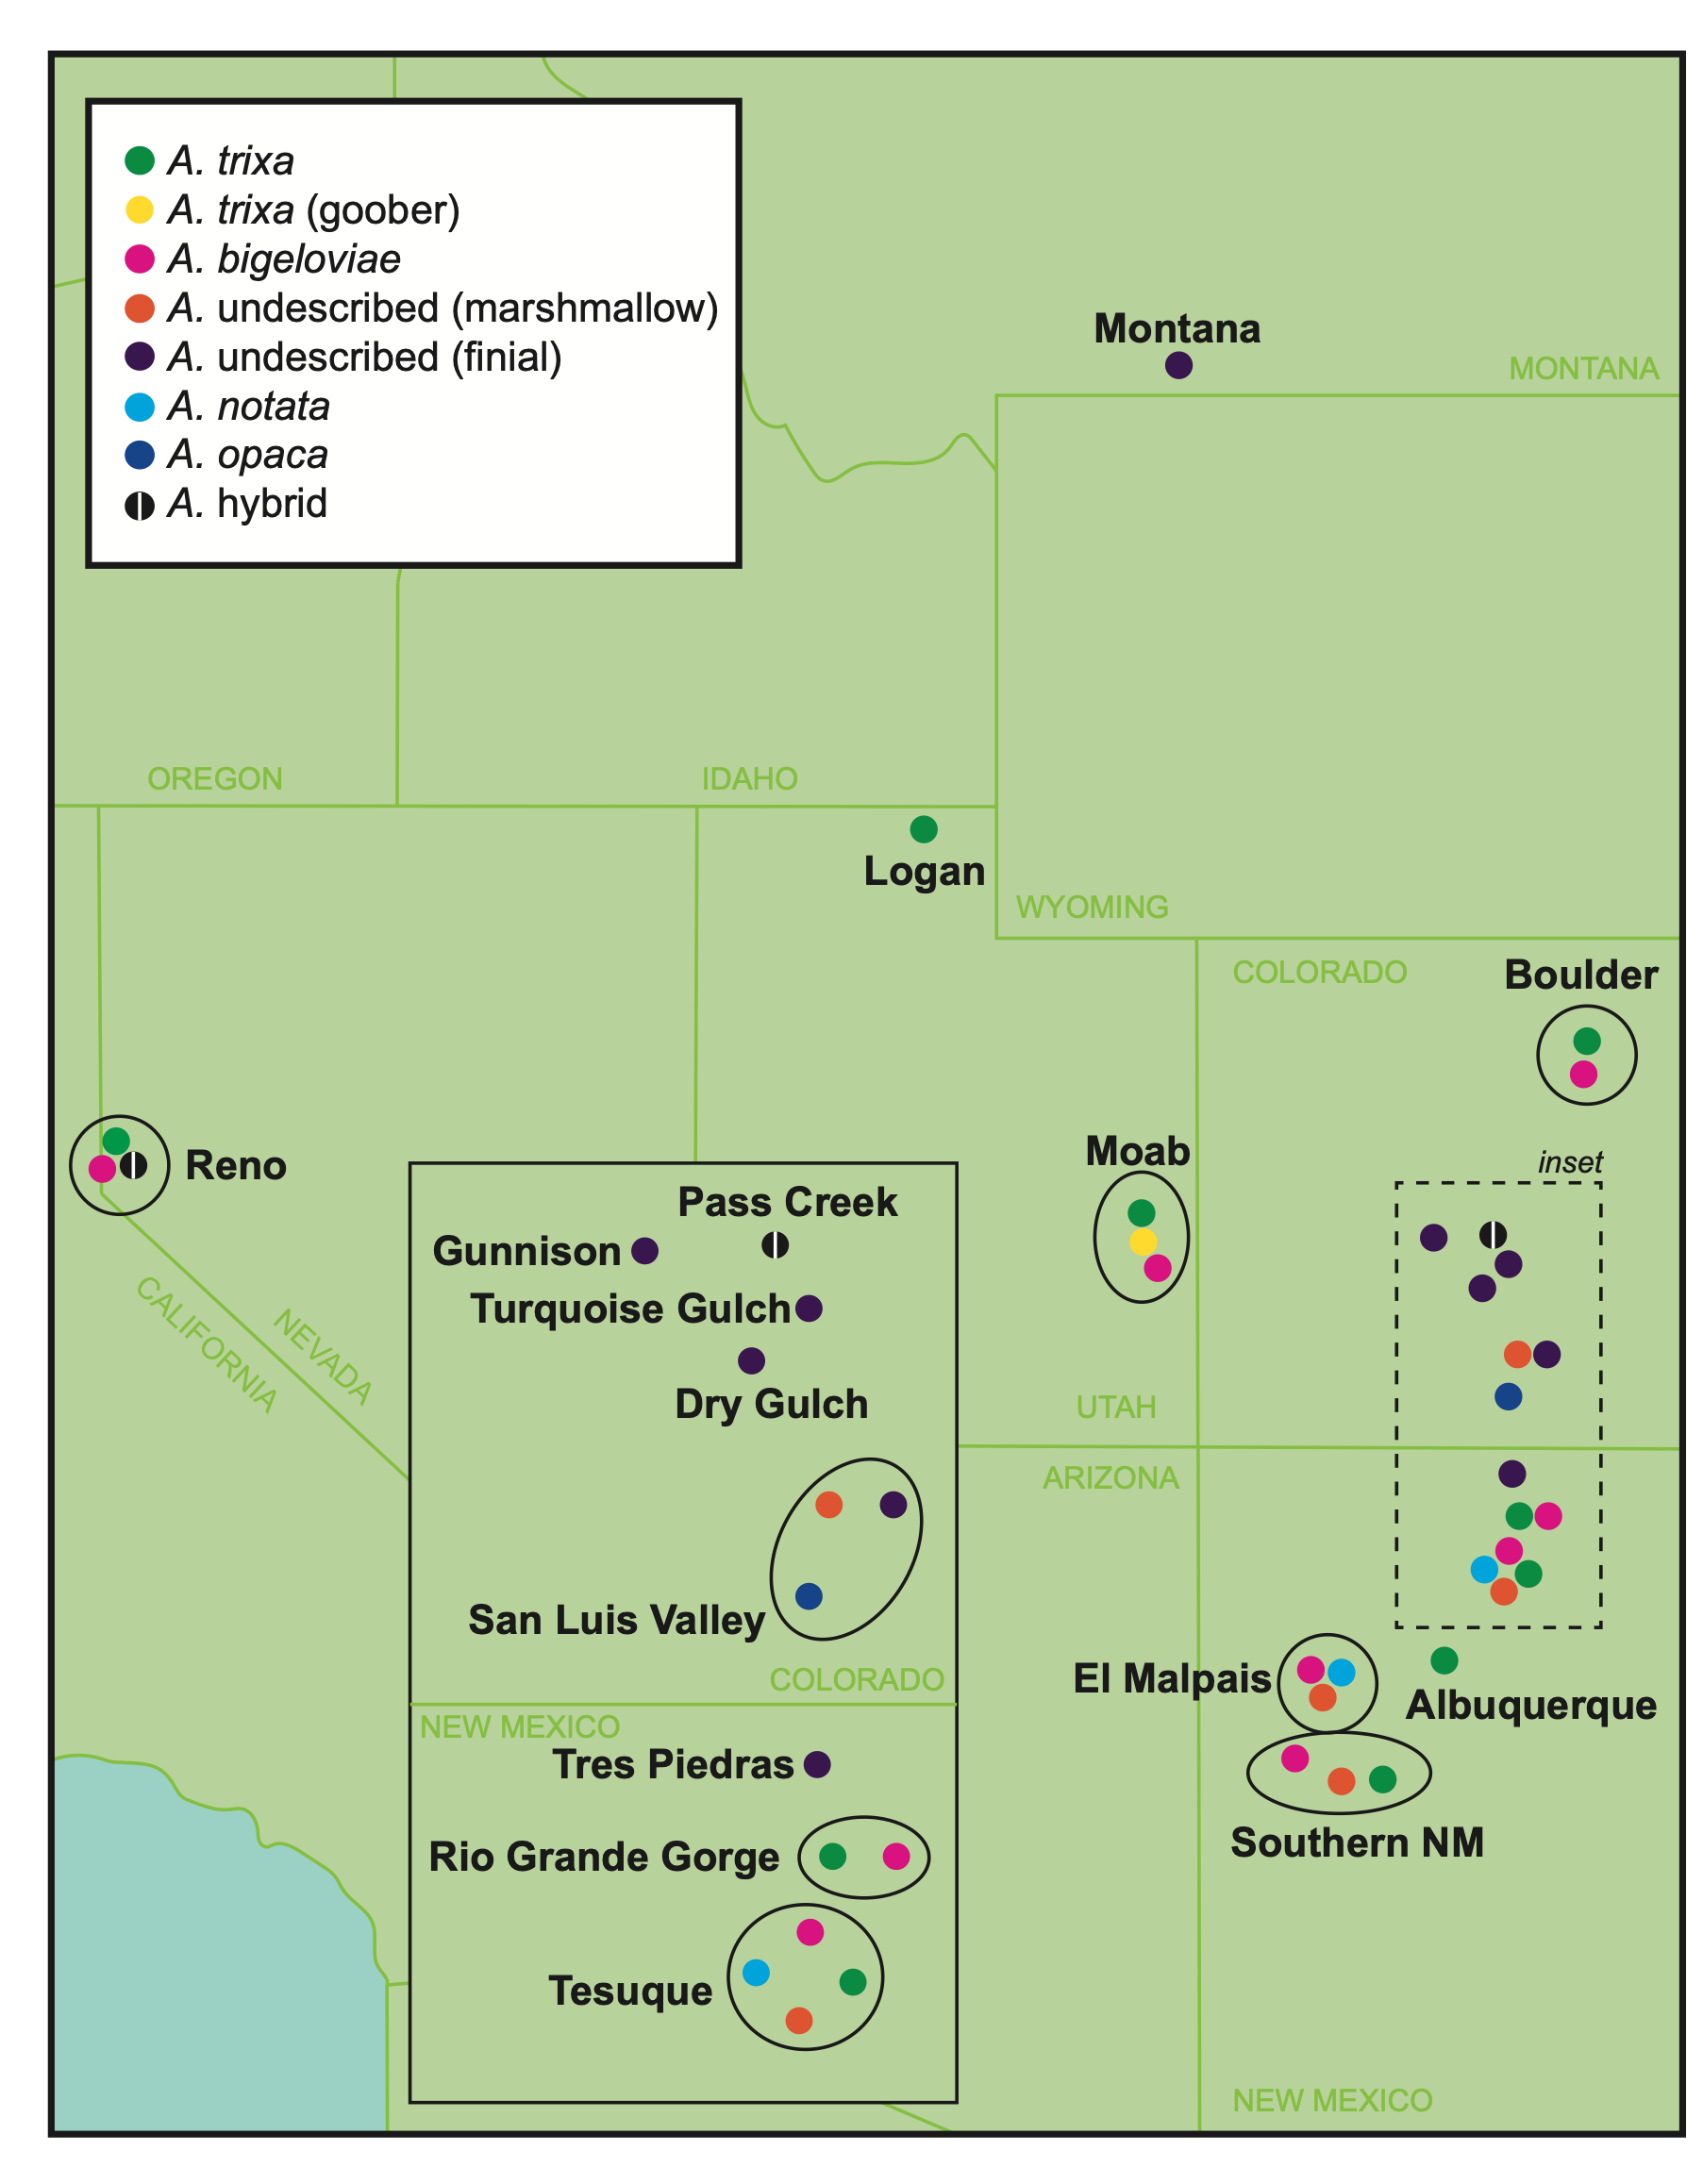 A. trixa
A. trixa (goober)
A. bigeloviae
A. undescribed (marshmallow)
A. undescribed (finial)
A. notata
A. opaca
A. hybrid
Montana
MONTANA
OREGON
IDAHO
Logan
WYOMING
COLORADO
Boulder
Reno
Moab
inset
CALIFORNIA
NEVADA
Pass Creek
Gunnison
Turquoise Gulch
Dry Gulch
UTAH
ARIZONA
San Luis Valley
COLORADO
NEW MEXICO
Tres Piedras
Rio Grande Gorge
Tesuque
El Malpais
Albuquerque
Southern NM
NEW MEXICO